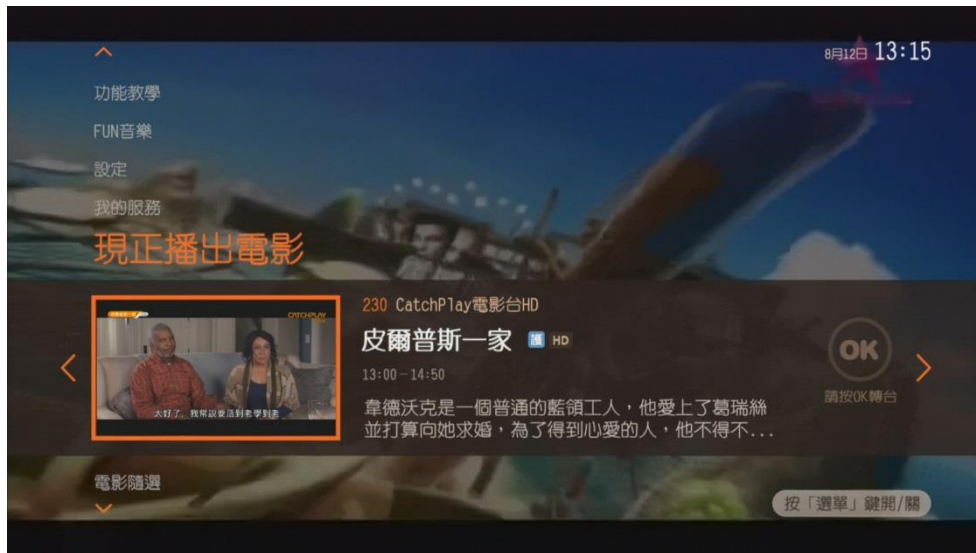 8月12日 13:15
功能教學
FUN音樂
設定
我的服務
現正播出電影
230 CatchPlay電影台HD
皮爾普斯一家 護 HD
13:00-14:50
CATCHPLAY
太好了，我常說要活到老學到老
韋德沃克是一個普通的藍領工人，他愛上了葛瑞絲
並打算向她求婚，為了得到心愛的人，他不得不...
OK
請按OK轉台
電影隨選
按「選單」鍵開/關